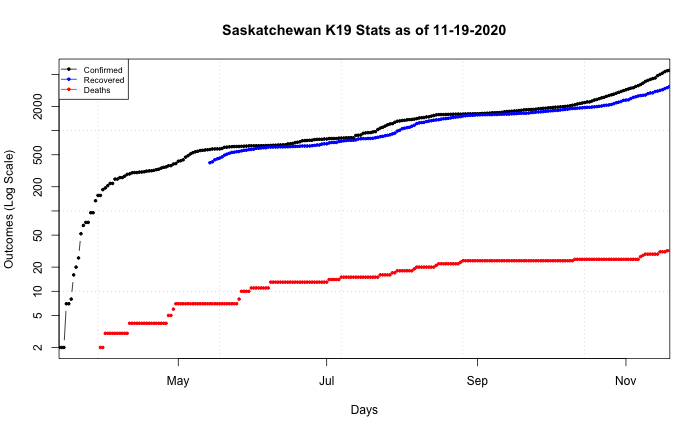 Saskatchewan K19 Stats as of 11-19-2020
Confirmed
Recovered
Deaths
Outcomes (Log Scale)
2000
500
200
50
20
10
5
2
May
Jul
Sep
Nov
Days